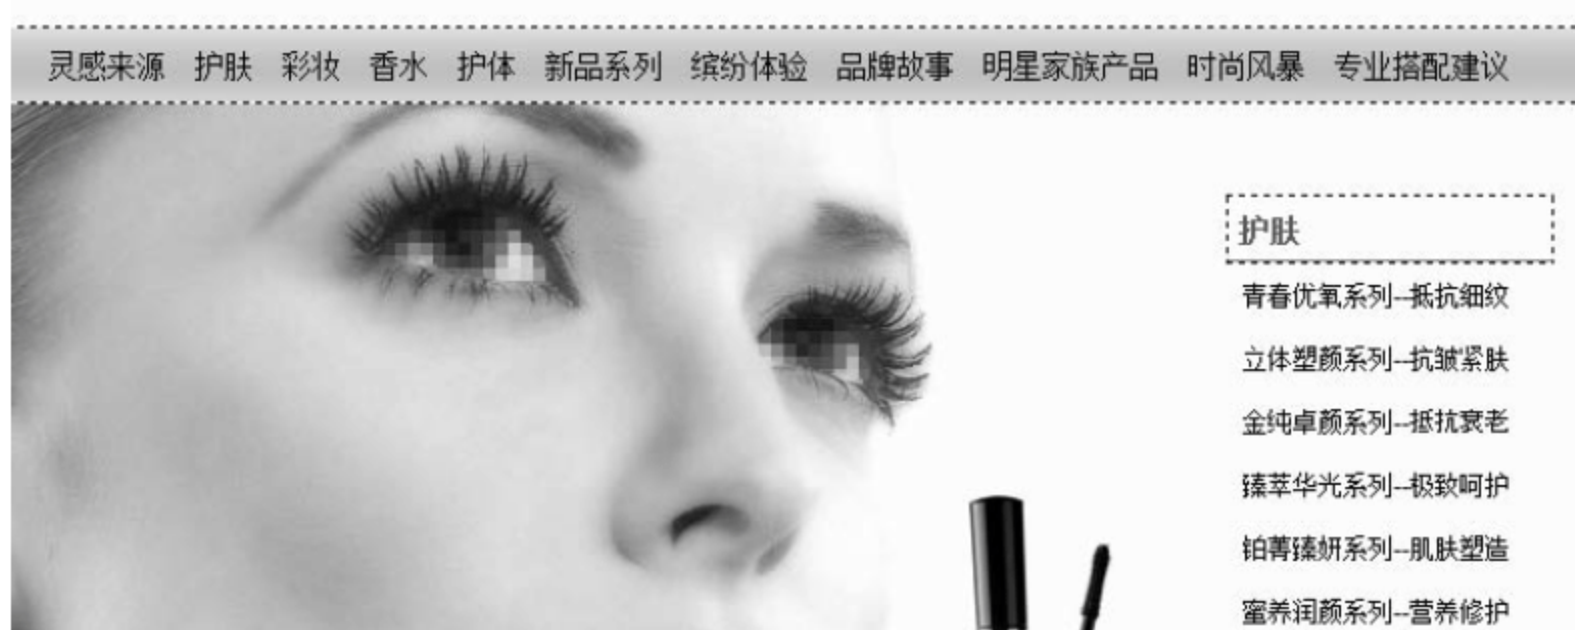 灵感来源 护肤 彩妆 香水 护体 新品系列 缤纷体验 品牌故事 明星家族产品 时尚风暴 专业搭配建议
护肤
青春优氧系列--抵抗细纹
立体塑颜系列--抗皱紧肤
金纯卓颜系列--抵抗衰老
臻萃华光系列--极致呵护
铂菁臻妍系列--肌肤塑造
蜜养润颜系列--营养修护